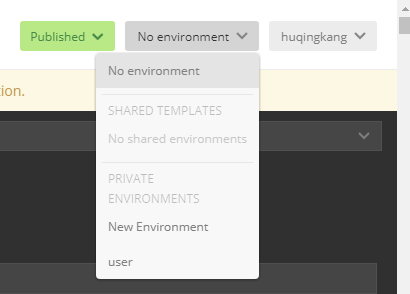 Published No environment huqingkang
No environment
tion.
SHARED TEMPLATES
No shared environments
PRIVATE
ENVIRONMENTS
New Environment
user